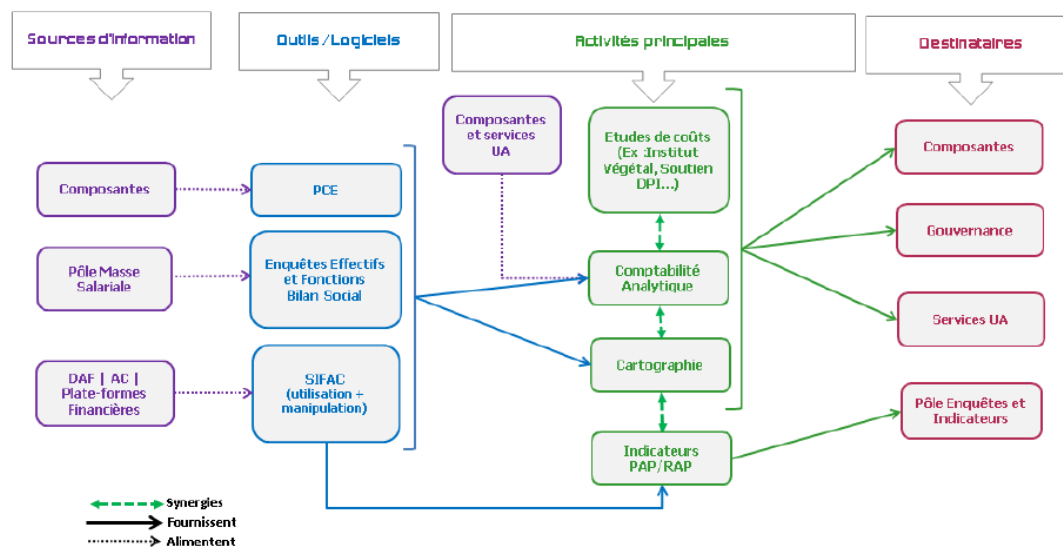 Sources d'information
Outils / Logiciels
Activités principales
Destinataires
Composantes
et services
UA
Etudes de coûts
(Ex :Institut
Végétal, Soutien
DPI...)
Composantes
PCE
Composantes
Pôle Masse
Salariale
Enquêtes Effectifs
et Fonctions
Bilan Social
Comptabilité
Analytique
Gouvernance
Services UA
DAF | AC |
Plate-formes
Financières
SIFAC
(utilisation +
manipulation)
Cartographie
Pôle Enquêtes et
Indicateurs
Indicateurs
PAP/RAP
Synergies
Fournissent
Alimentent